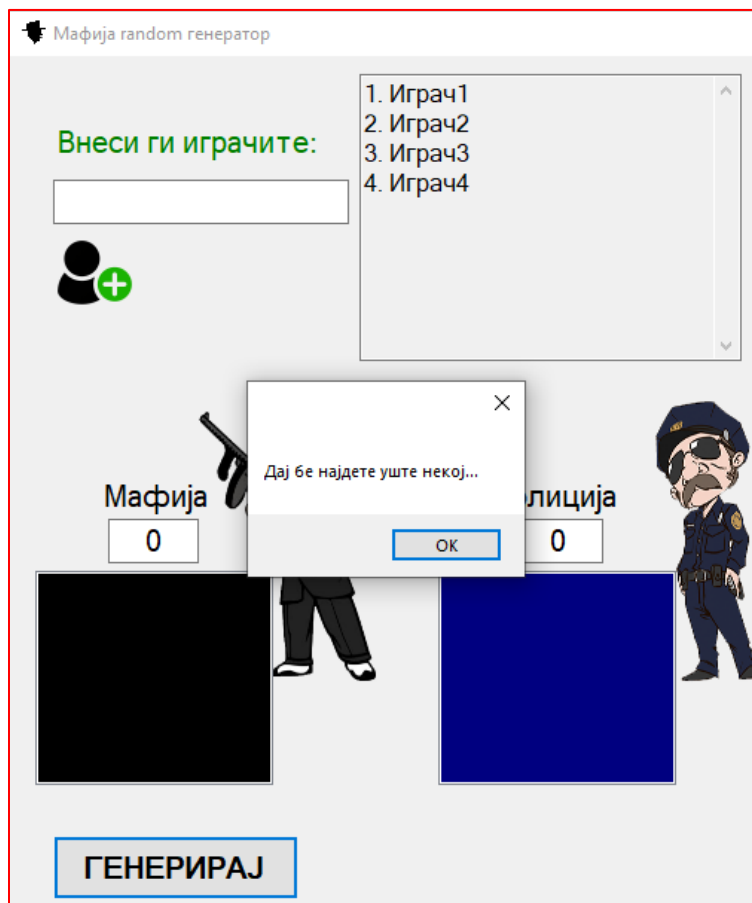 Мафија random генератор
Внеси ги играчите:
1. Играч1
2. Играч2
3. Играч3
4. Играч4
Дај бе најдете уште некој...
OK
Мафија
0
олиција
0
ГЕНЕРИРАЈ